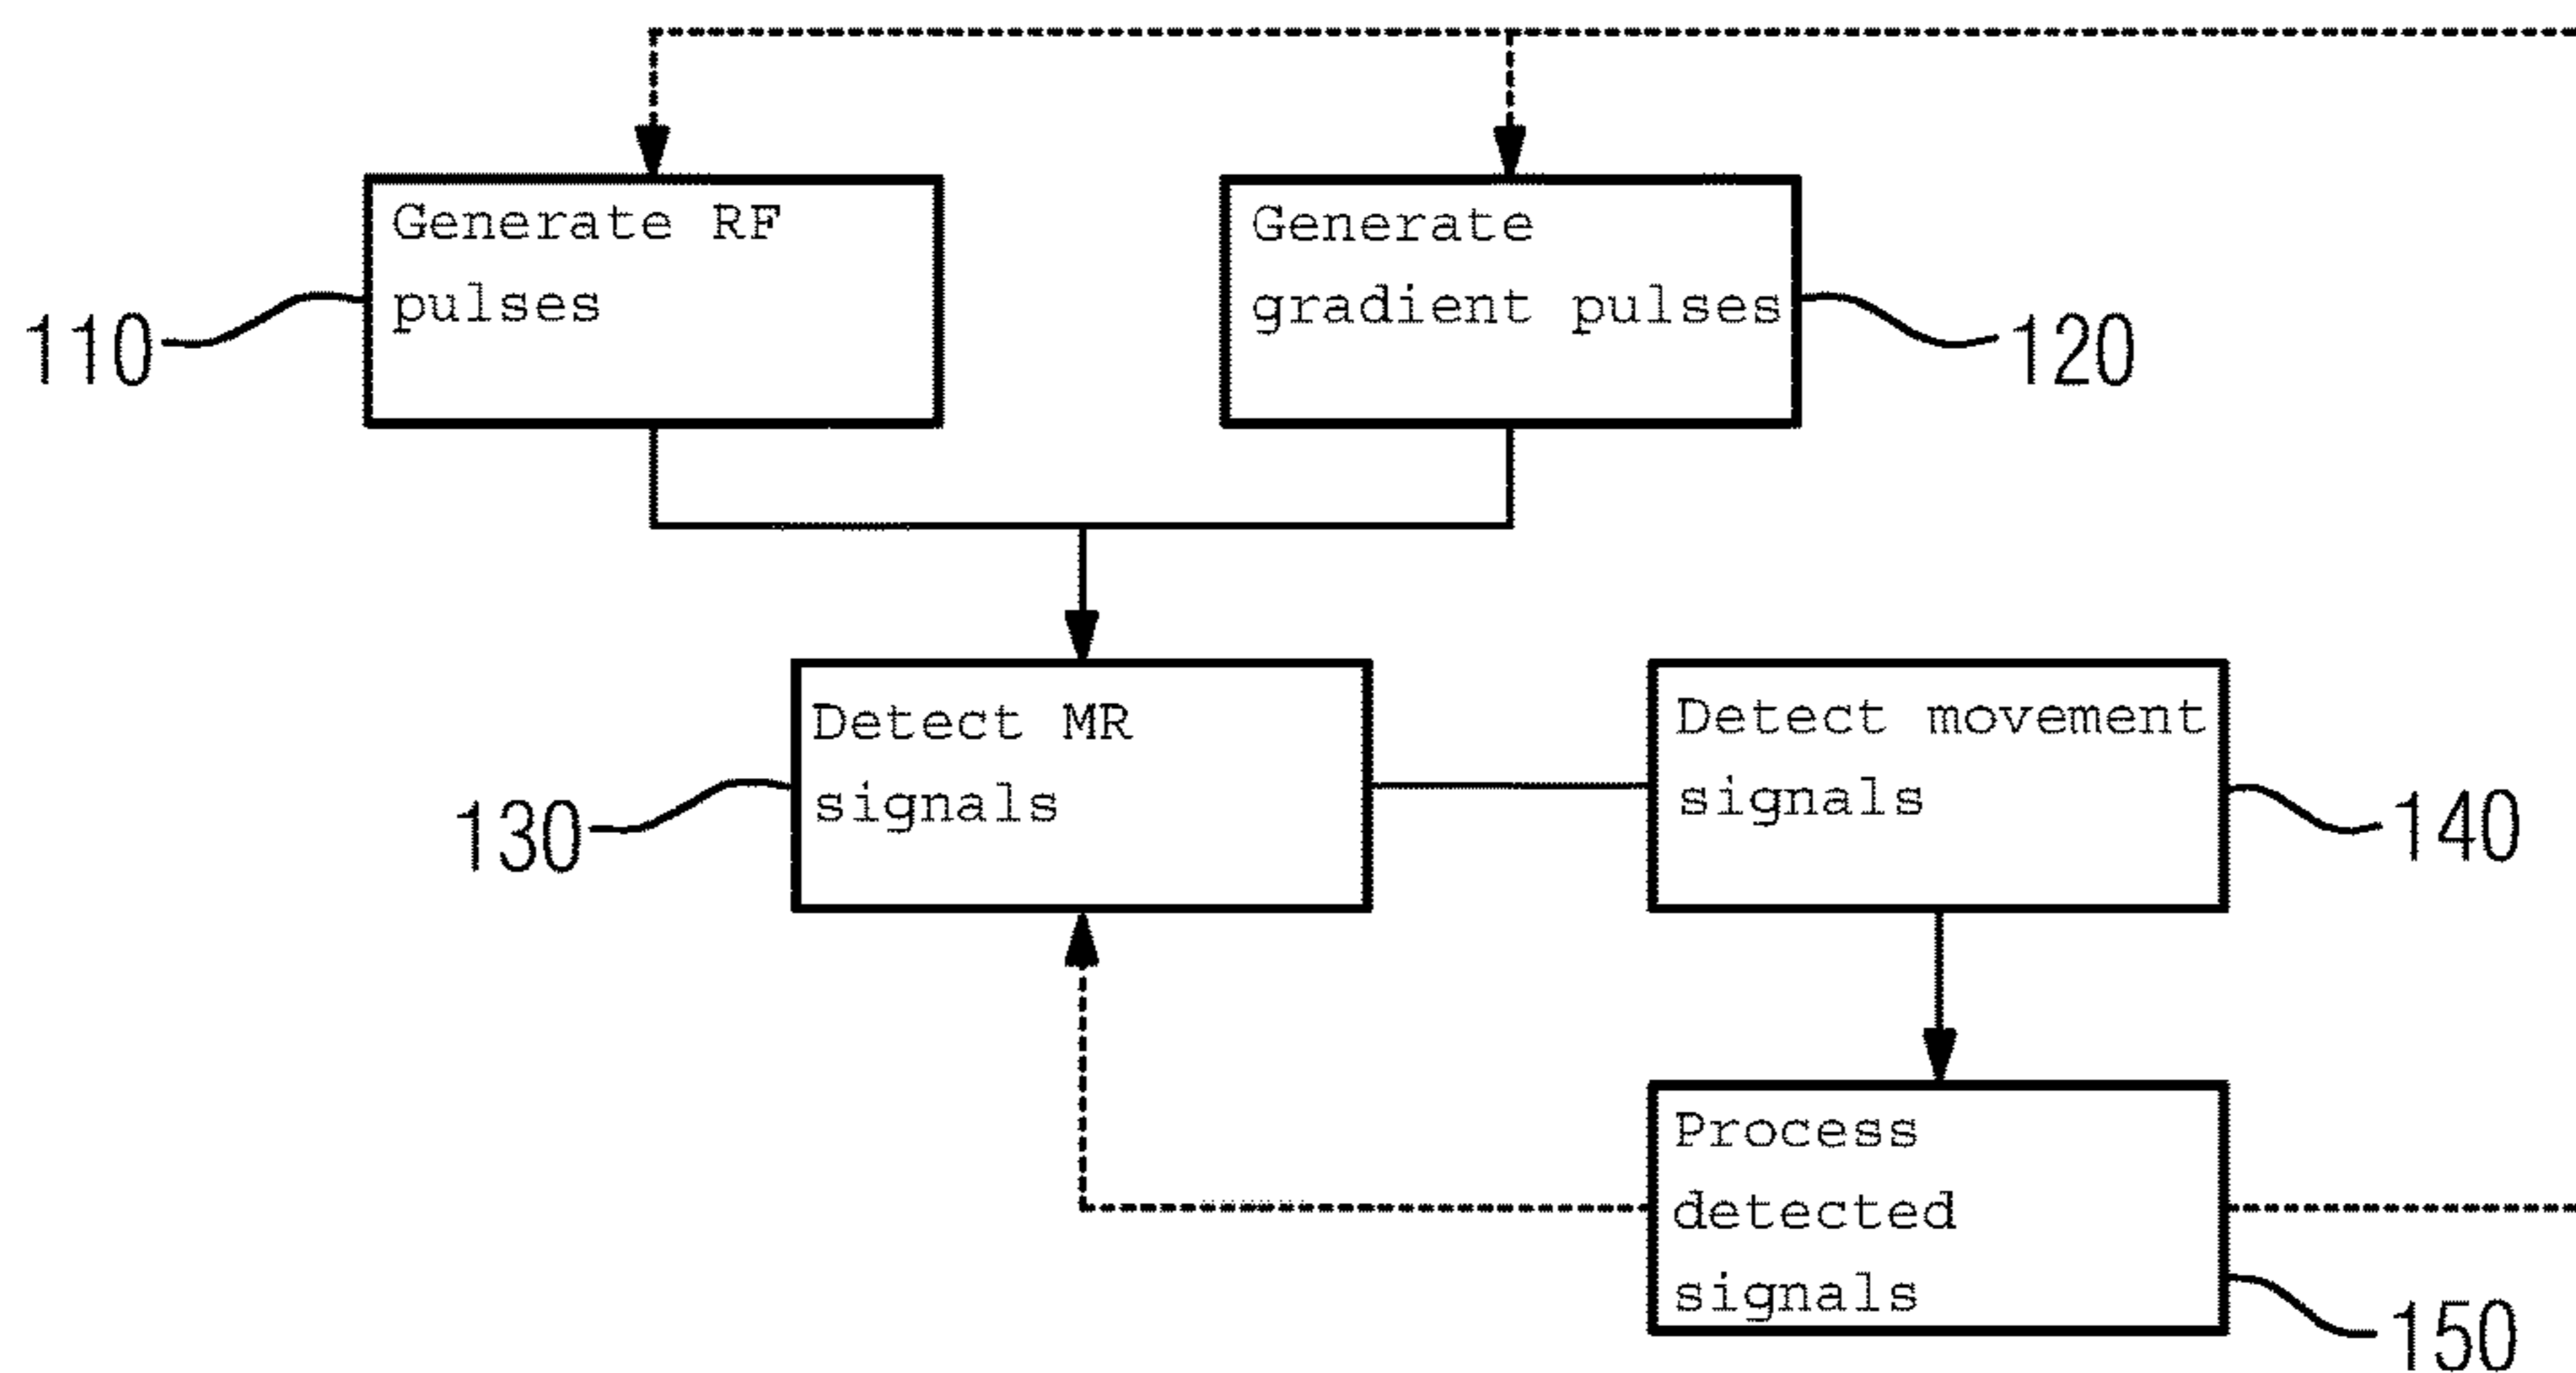 Generate RF
pulses
110
Generate
gradient pulses
120
Detect MR
signals
130
Detect movement
signals
140
Process
detected
signals
150